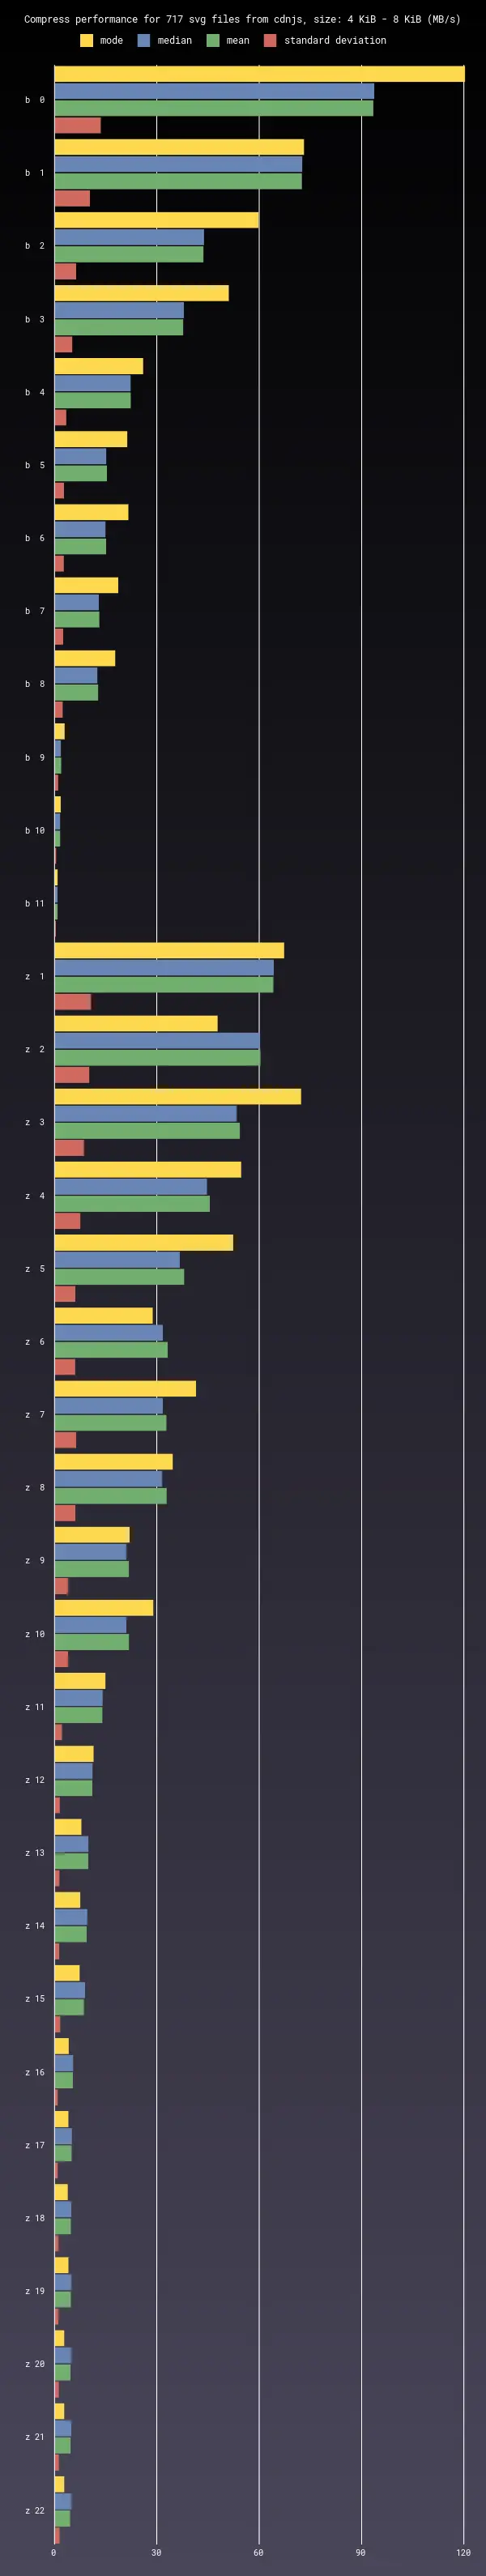 Compress performance for 717 svg files from cdnjs, size: 4 KiB - 8 KiB (MB/s)
mode median mean standard deviation
b 0
b 1
b 2
b 3
b 4
b 5
b 6
b 7
b 8
b 9
b 10
b 11
z 1
z 2
z 3
z 4
z 5
z 6
z 7
z 8
z 9
z 10
z 11
z 12
z 13
z 14
z 15
z 16
z 17
z 18
z 19
z 20
z 21
z 22
0 30 60 90 120